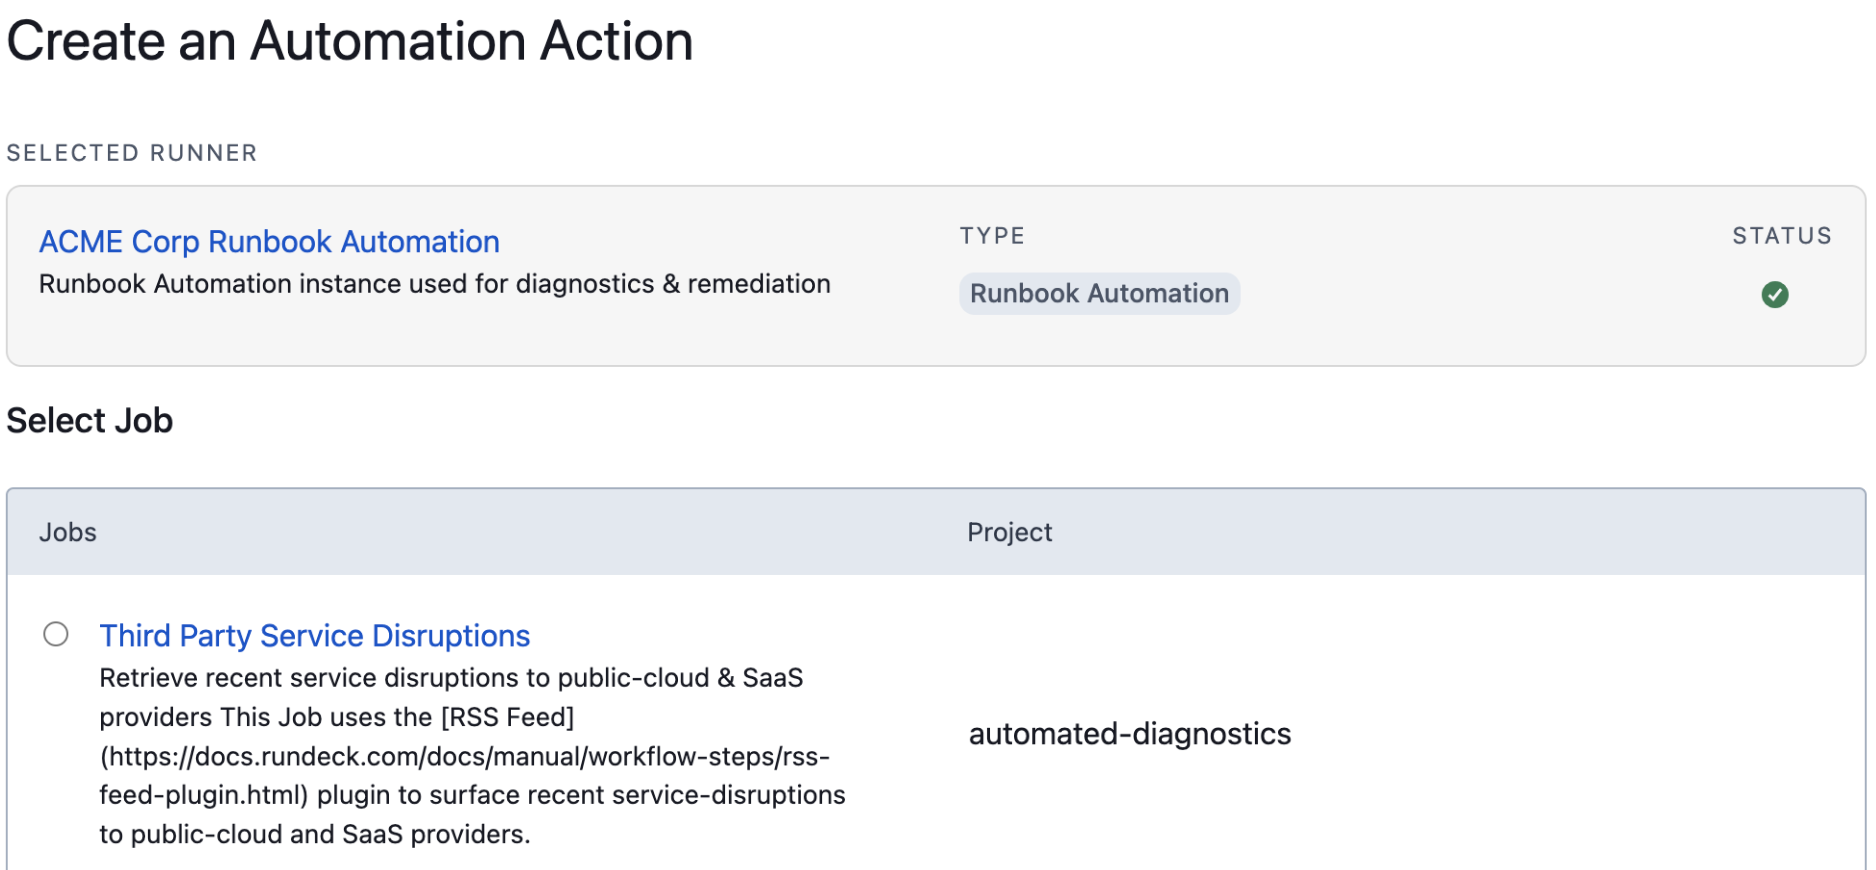 Create an Automation Action
SELECTED RUNNER
ACME Corp Runbook Automation
Runbook Automation instance used for diagnostics & remediation
TYPE
Runbook Automation
STATUS
Select Job
Jobs
Project
Third Party Service Disruptions
Retrieve recent service disruptions to public-cloud & SaaS
providers This Job uses the [RSS Feed]
(https://docs.rundeck.com/docs/manual/workflow-steps/rss-
feed-plugin.html) plugin to surface recent service-disruptions
to public-cloud and SaaS providers.
automated-diagnostics